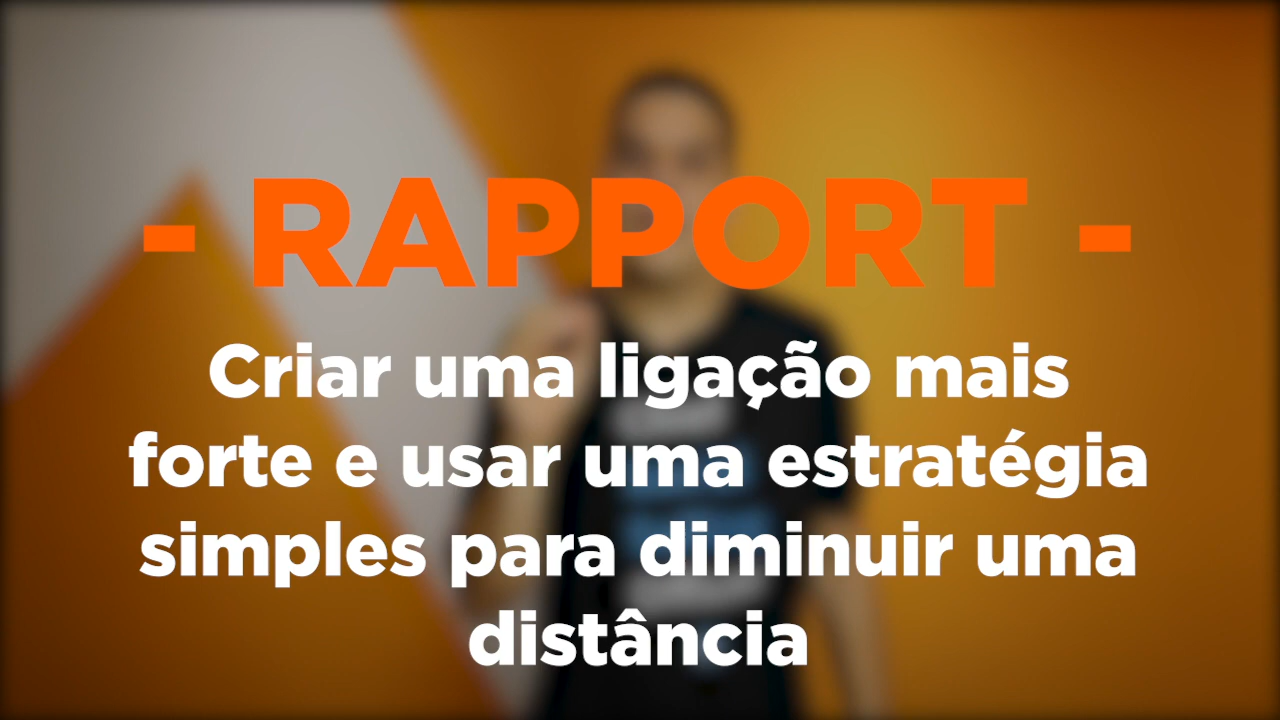 - RAPPORT -
Criar uma ligação mais
forte e usar uma estratégia
simples para diminuir uma
distância